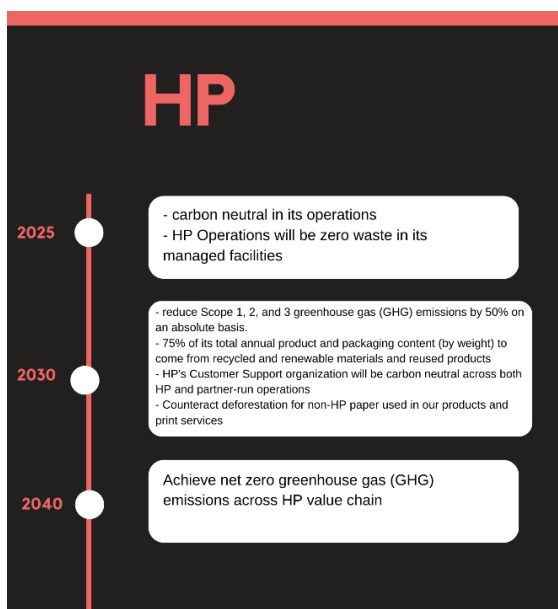 HP
2025
- carbon neutral in its operations
- HP Operations will be zero waste in its
managed facilities
2030
- reduce Scope 1, 2, and 3 greenhouse gas (GHG) emissions by 50% on
an absolute basis.
- 75% of its total annual product and packaging content (by weight) to
come from recycled and renewable materials and reused products
- HP's Customer Support organization will be carbon neutral across both
HP and partner-run operations
- Counteract deforestation for non-HP paper used in our products and
print services
2040
Achieve net zero greenhouse gas (GHG)
emissions across HP value chain